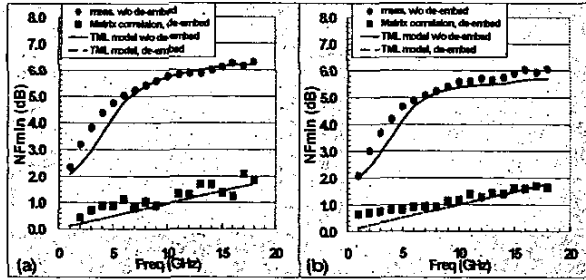 8.0
7.0
6.0
5.0
4.0
3.0
2.0
1.0
0.0
NFmin (dB)
meas. w/o de-embed
Matrix correlation, de-embed
TML model w/o de-embed
TML model, de-embed
0 5 10 15 20
(a) Freq (GHz)
8.0
7.0
6.0
5.0
4.0
3.0
2.0
1.0
0.0
NFmin (dB)
meas. w/o de-embed
Matrix correlation, de-embed
TML model w/o de-embed
TML model, de-embed
0 5 10 15 20
(b) Freq (GHz)